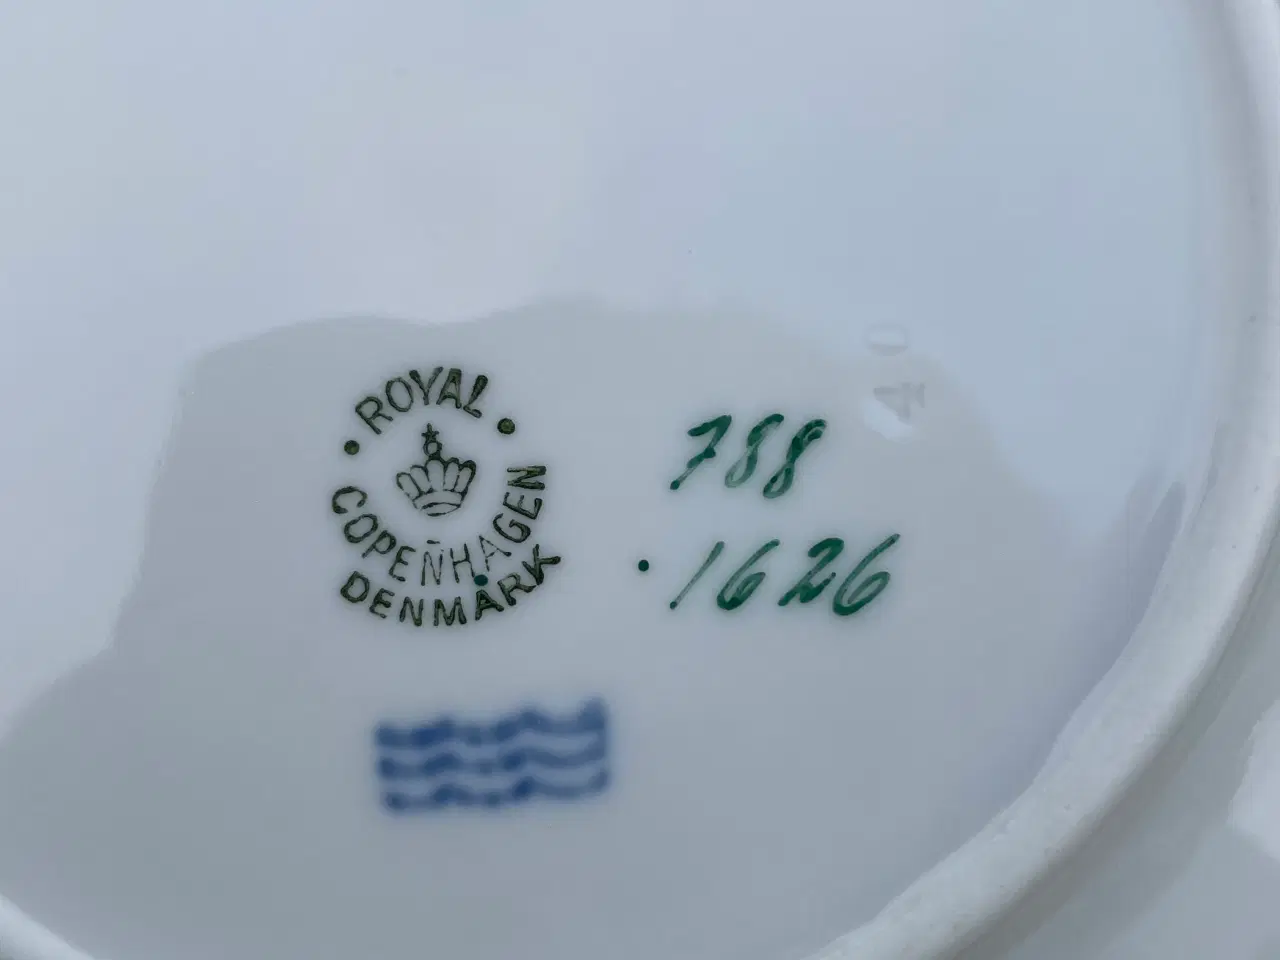 ROYAL
COPENHAGEN
DENMARK
788
· 1626